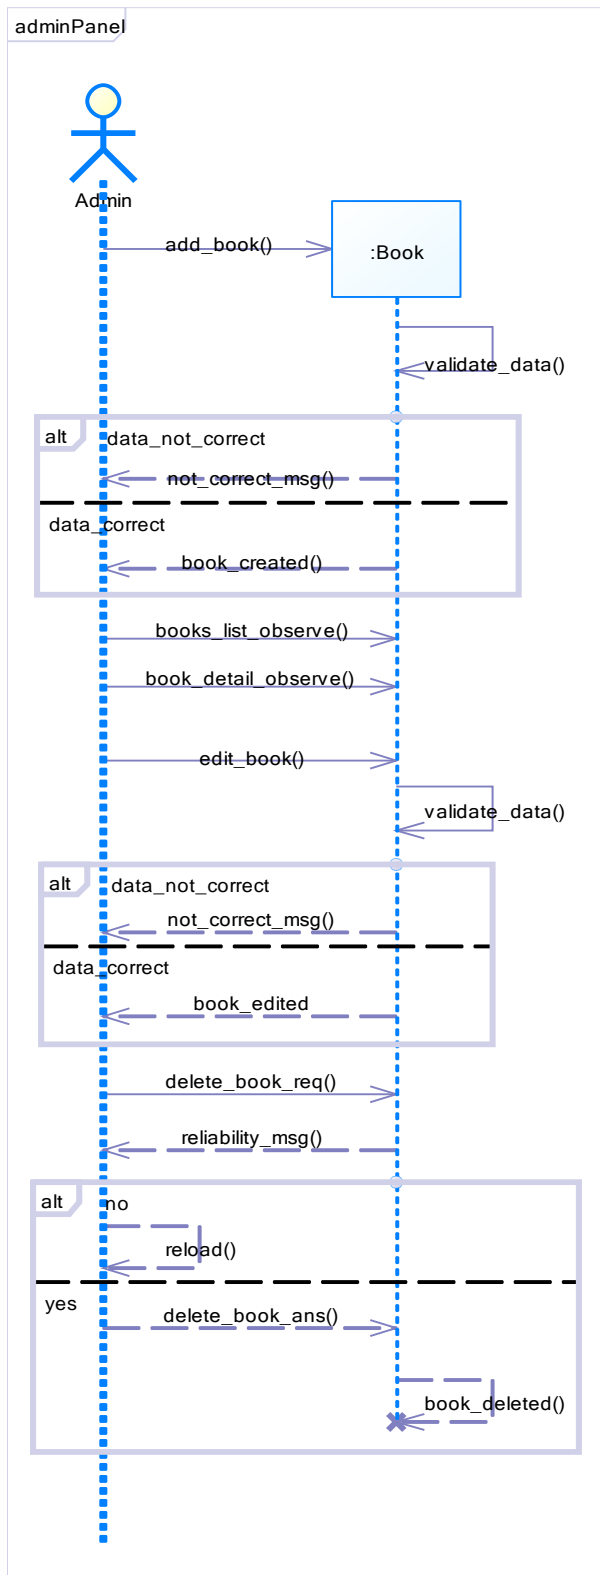 adminPanel
Admin
add_book()
:Book
validate_data()
alt
data_not_correct
not_correct_msg()
data_correct
book_created()
books_list_observe()
book_detail_observe()
edit_book()
validate_data()
alt
data_not_correct
not_correct_msg()
data_correct
book_edited
delete_book_req()
reliability_msg()
alt
no
reload()
yes
delete_book_ans()
book_deleted()